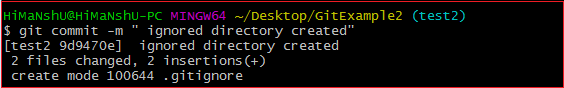 HiMaNshU@HiMaNshU-PC MINGW64 ~/Desktop/GitExample2 (test2)
$ git commit -m " ignored directory created"
[test2 9d9470e]  ignored directory created
 2 files changed, 2 insertions(+)
 create mode 100644 .gitignore